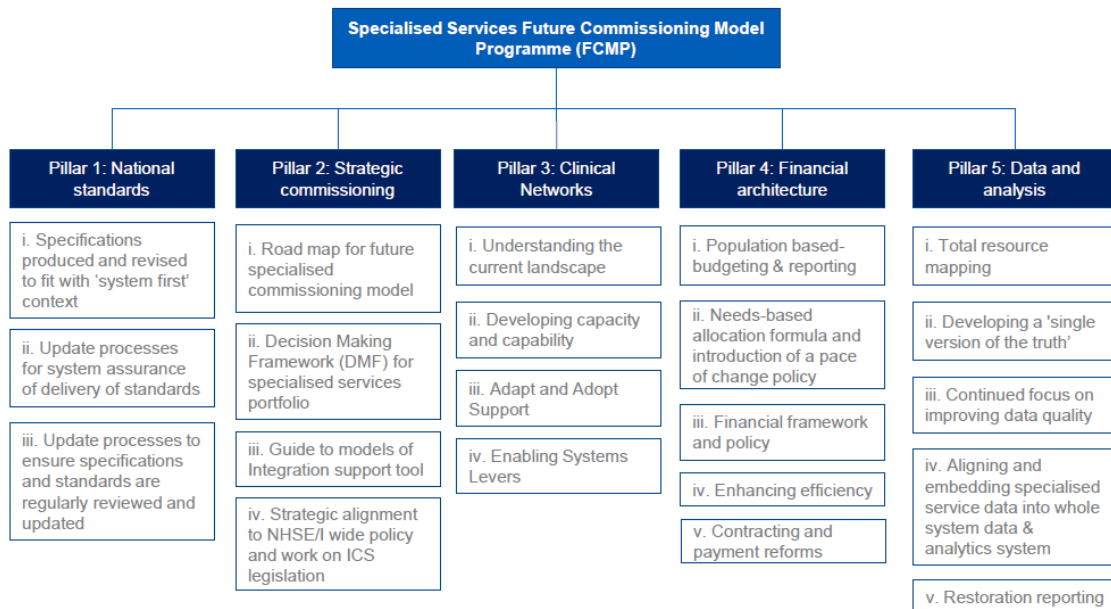 Specialised Services Future Commissioning Model
Programme (FCMP)
Pillar 1: National
standards
i. Specifications
produced and revised
to fit with ‘system first’
context
ii. Update processes
for system assurance
of delivery of standards
iii. Update processes to
ensure specifications
and standards are
regularly reviewed and
updated
Pillar 2: Strategic
commissioning
i. Road map for future
specialised
commissioning model
ii. Decision Making
Framework (DMF) for
specialised services
portfolio
iii. Guide to models of
Integration support tool
iv. Strategic alignment
to NHSE/I wide policy
and work on ICS
legislation
Pillar 3: Clinical
Networks
i. Understanding the
current landscape
ii. Developing capacity
and capability
iii. Adapt and Adopt
Support
iv. Enabling Systems
Levers
Pillar 4: Financial
architecture
i. Population based-
budgeting & reporting
ii. Needs-based
allocation formula and
introduction of a pace
of change policy
iii. Financial framework
and policy
iv. Enhancing efficiency
v. Contracting and
payment reforms
Pillar 5: Data and
analysis
i. Total resource
mapping
ii. Developing a 'single
version of the truth’
iii. Continued focus on
improving data quality
iv. Aligning and
embedding specialised
service data into whole
system data &
analytics system
v. Restoration reporting